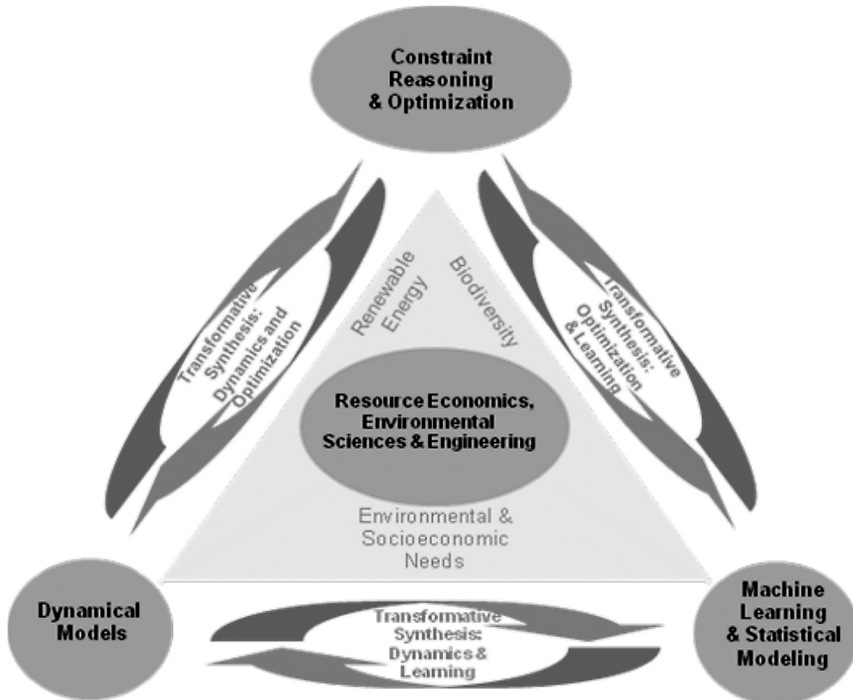 Constraint
Reasoning
& Optimization
Renewable
Energy
Biodiversity
Transformative
Synthesis:
Dynamics and
Optimization
Transformative
Synthesis:
Optimization
& Learning
Resource Economics,
Environmental
Sciences & Engineering
Environmental &
Socioeconomic
Needs
Dynamical
Models
Transformative
Synthesis:
Dynamics &
Learning
Machine
Learning
& Statistical
Modeling